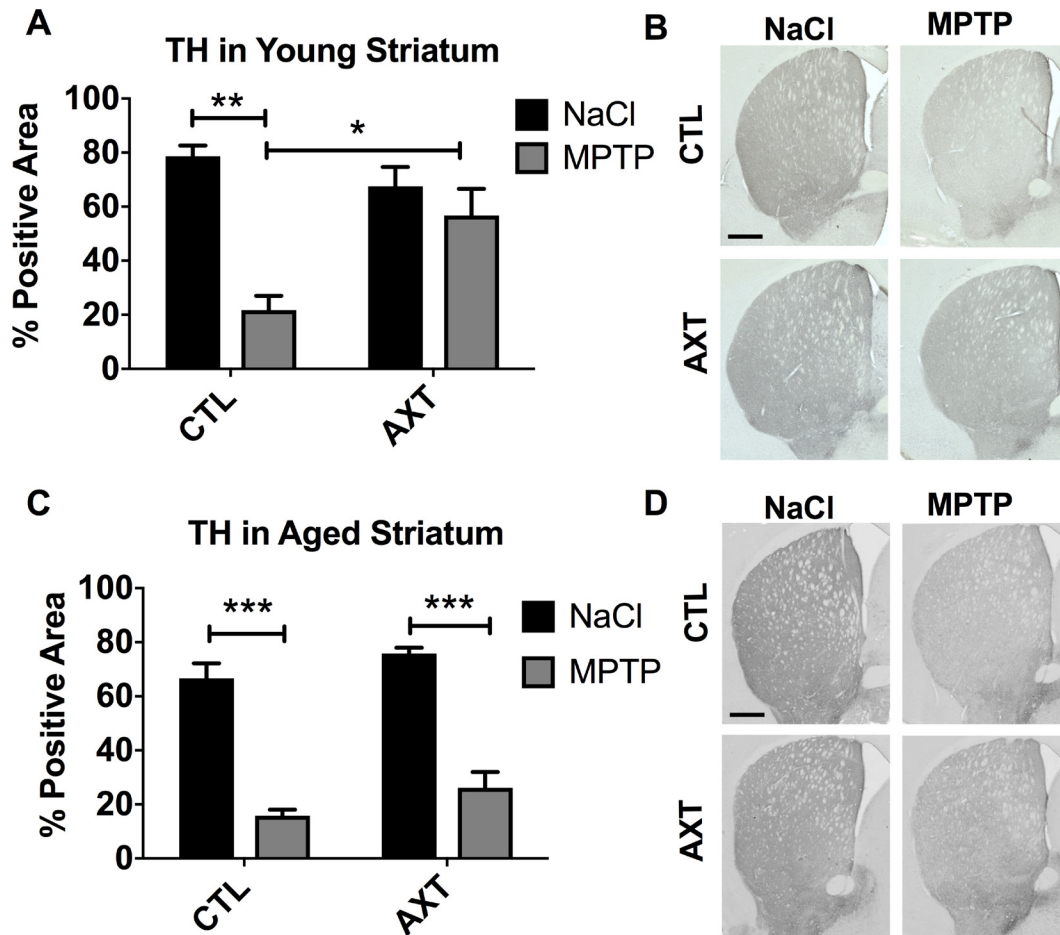 A
TH in Young Striatum
% Positive Area
100
80
60
40
20
0
**
*
NaCl
MPTP
CTL
AXT
B
NaCl
MPTP
CTL
AXT
C
TH in Aged Striatum
% Positive Area
100
80
60
40
20
0
***
***
NaCl
MPTP
CTL
AXT
D
NaCl
MPTP
CTL
AXT